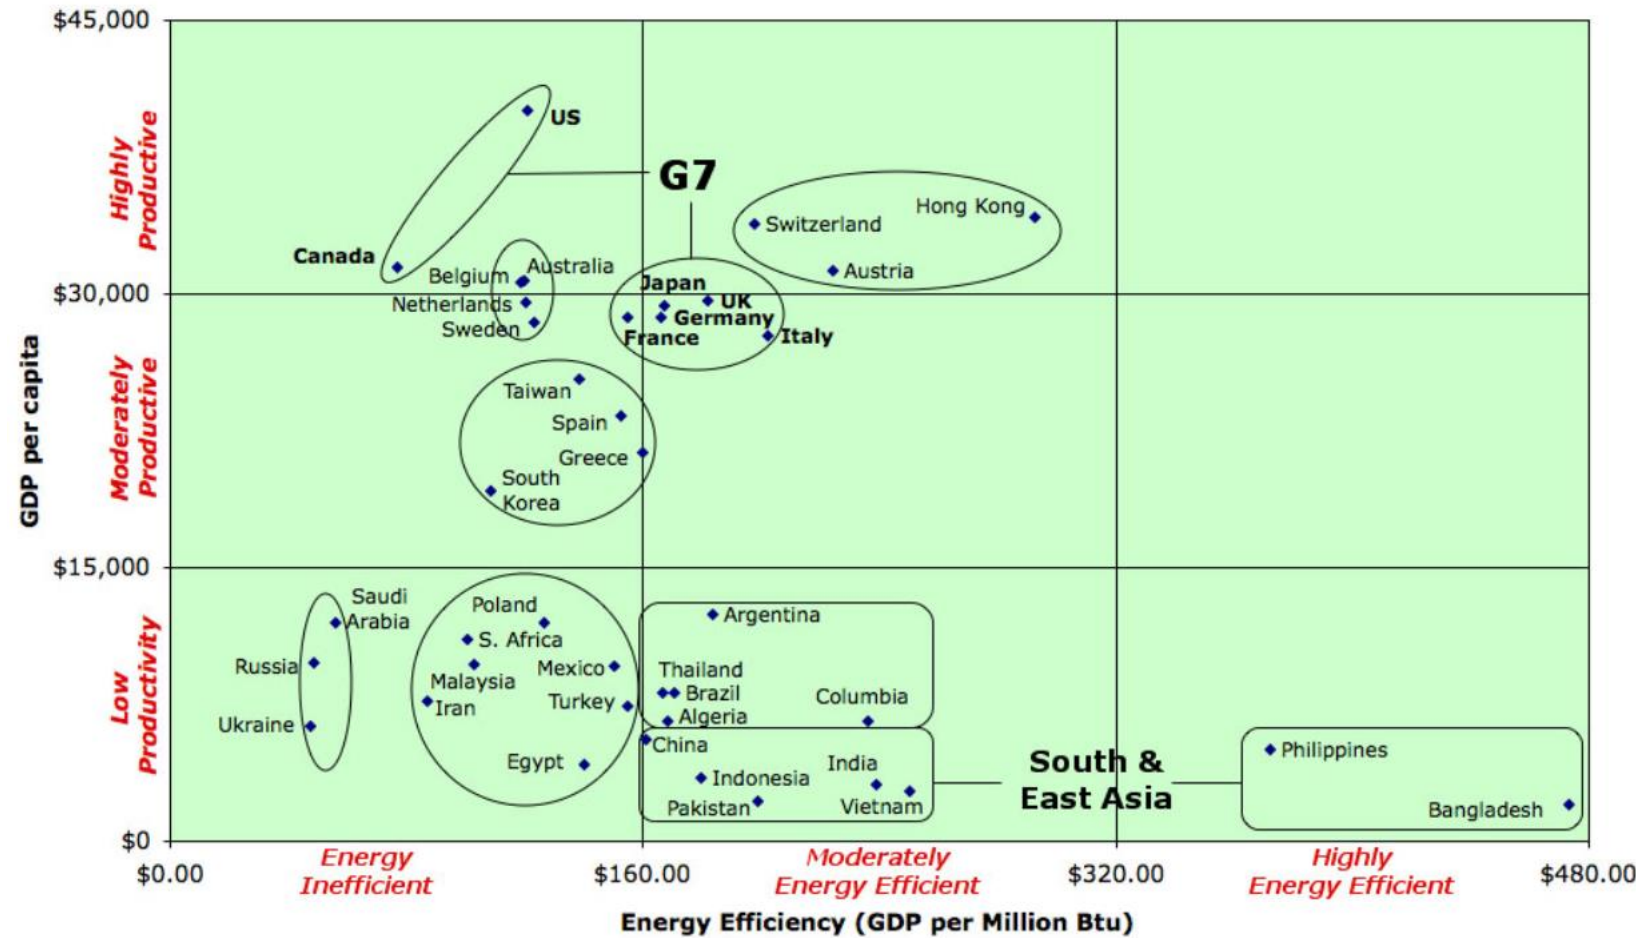 $45,000
Highly
Productive
US
G7
Hong Kong
Switzerland
Canada
Austria
Belgium
Australia
Japan
$30,000
Netherlands
UK
Sweden
Germany
France
Italy
GDP per capita
Moderately
Productive
Taiwan
Spain
Greece
South
Korea
$15,000
Low
Productivity
Saudi
Arabia
Poland
Argentina
S. Africa
Russia
Mexico
Thailand
Malaysia
Brazil
Columbia
Iran
Turkey
Algeria
Ukraine
China
Egypt
Indonesia
India
South &
East Asia
Philippines
Pakistan
Vietnam
Bangladesh
$0
Energy
Inefficient
Moderately
Energy Efficient
Highly
Energy Efficient
$0.00
$160.00
$320.00
$480.00
Energy Efficiency (GDP per Million Btu)